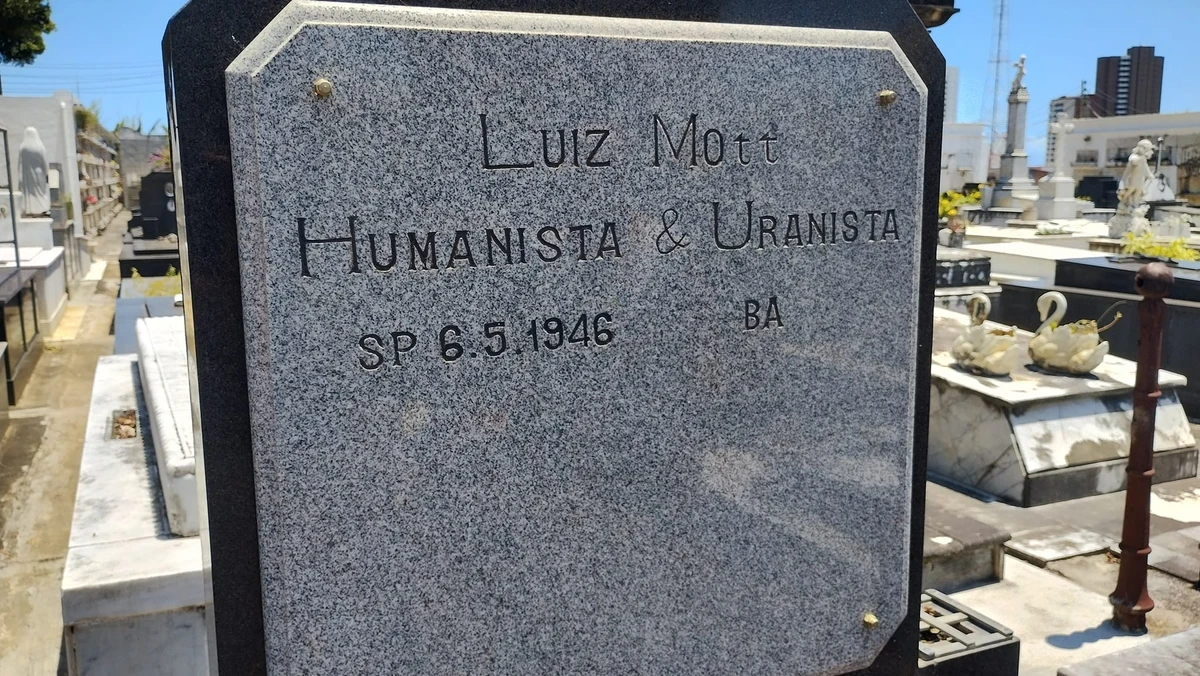 Luiz Mott
Humanista & Uranista
SP 6.5.1946 BA